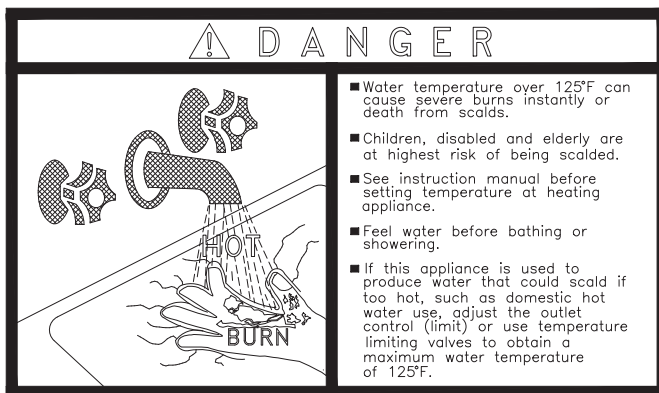 DANGER
HOT
BURN
■ Water temperature over 125°F can
cause severe burns instantly or
death from scalds.
■ Children, disabled and elderly are
at highest risk of being scalded.
■ See instruction manual before
setting temperature at heating
appliance.
■ Feel water before bathing or
showering.
■ If this appliance is used to
produce water that could scald if
too hot, such as domestic hot
water use, adjust the outlet
control (limit) or use temperature
limiting valves to obtain a
maximum water temperature
of 125°F.